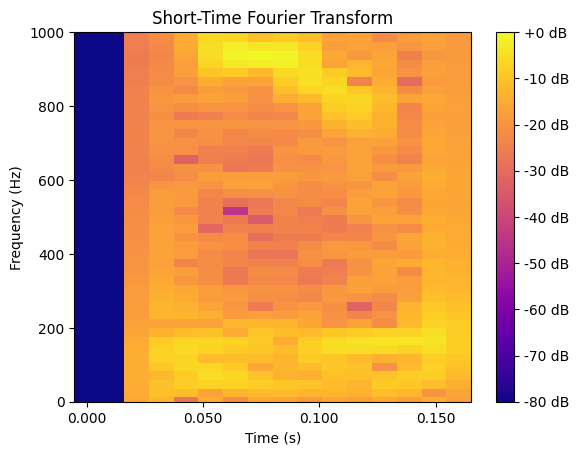 Short-Time Fourier Transform
1000
800
600
400
200
0
Frequency (Hz)
0.000
0.050
0.100
0.150
Time (s)
+0 dB
-10 dB
-20 dB
-30 dB
-40 dB
-50 dB
-60 dB
-70 dB
-80 dB